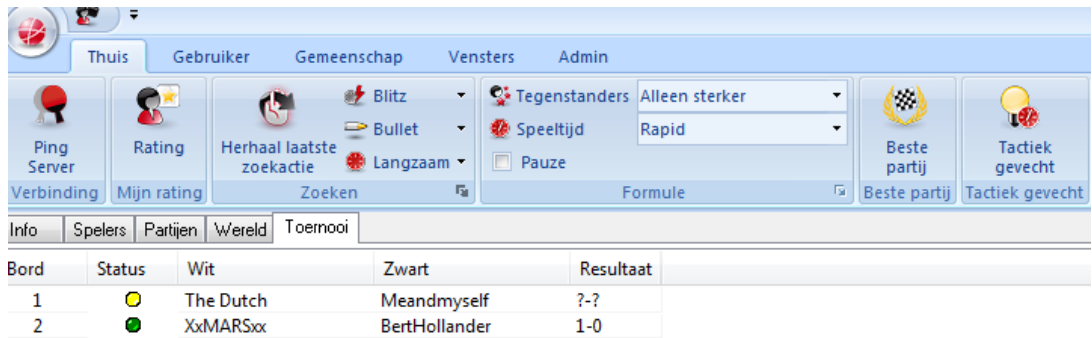 Thuis Gebruiker Gemeenschap Vensters Admin
Ping Server
Verbinding
Rating
Mijn rating
Herhaal laatste zoekactie
Blitz
Bullet
Langzaam
Zoeken
Tegenstanders Alleen sterker
Speeltijd Rapid
Pauze
Formule
Beste partij
Beste partij
Tactiek gevecht
Tactiek gevecht
Info Spelers Partijen Wereld Toernooi
Bord Status Wit Zwart Resultaat
1 The Dutch Meandmyself ?-?
2 XxMARSxx BertHollander 1-0